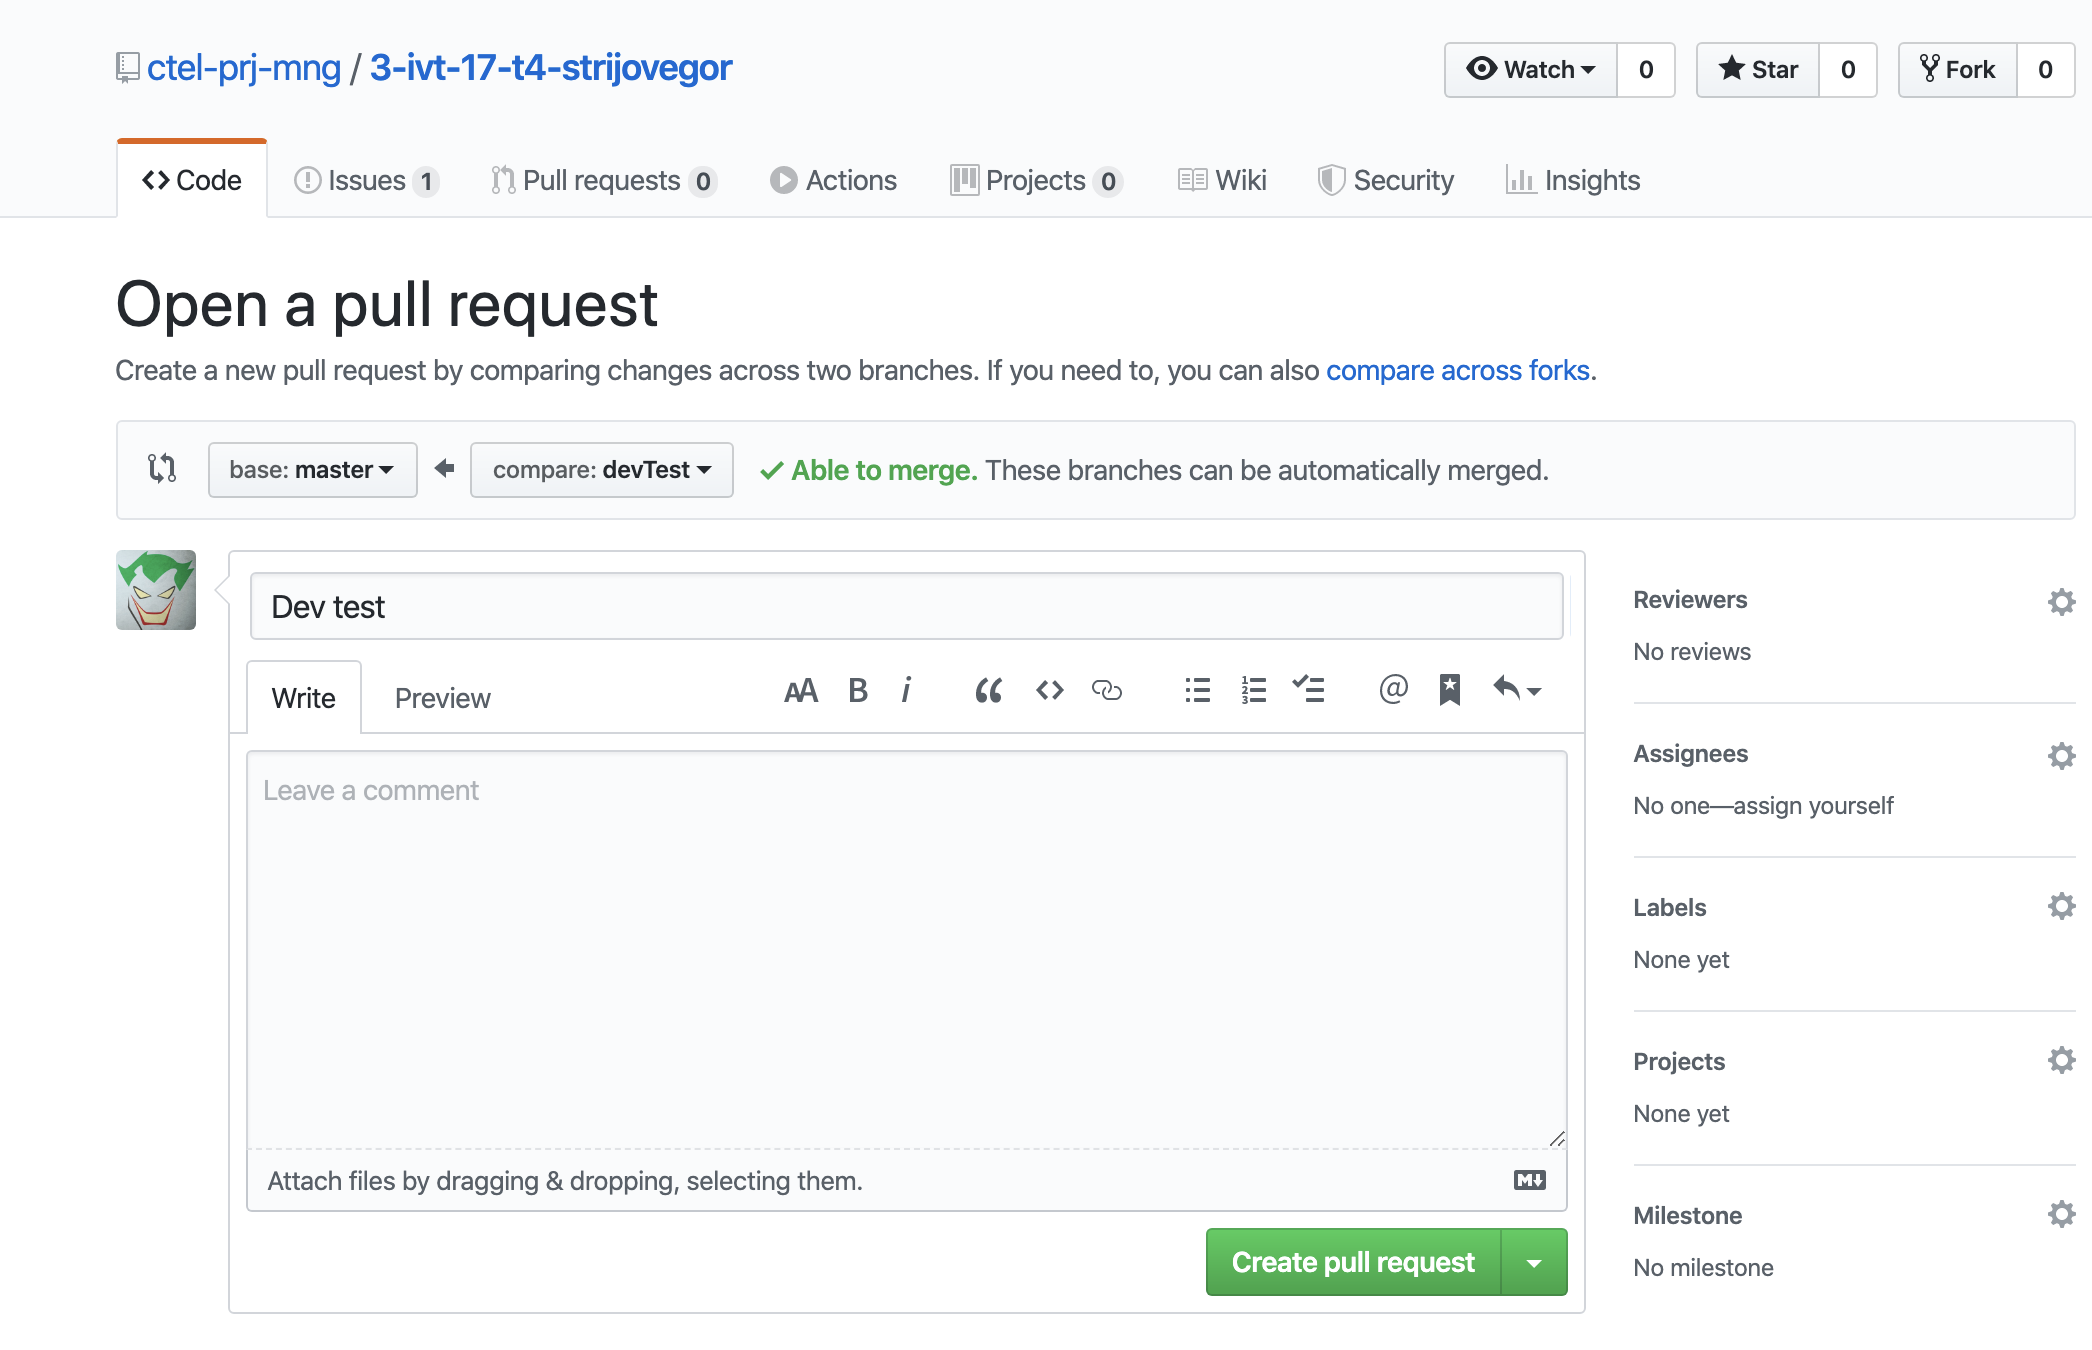 ctel-prj-mng / 3-ivt-17-t4-strijovegor
Watch 0 Star 0 Fork 0
Code Issues 1 Pull requests 0 Actions Projects 0 Wiki Security Insights
Open a pull request
Create a new pull request by comparing changes across two branches. If you need to, you can also compare across forks.
base: master compare: devTest Able to merge. These branches can be automatically merged.
Dev test
Write Preview
Leave a comment
Attach files by dragging & dropping, selecting them.
Create pull request
Reviewers
No reviews
Assignees
No one—assign yourself
Labels
None yet
Projects
None yet
Milestone
No milestone